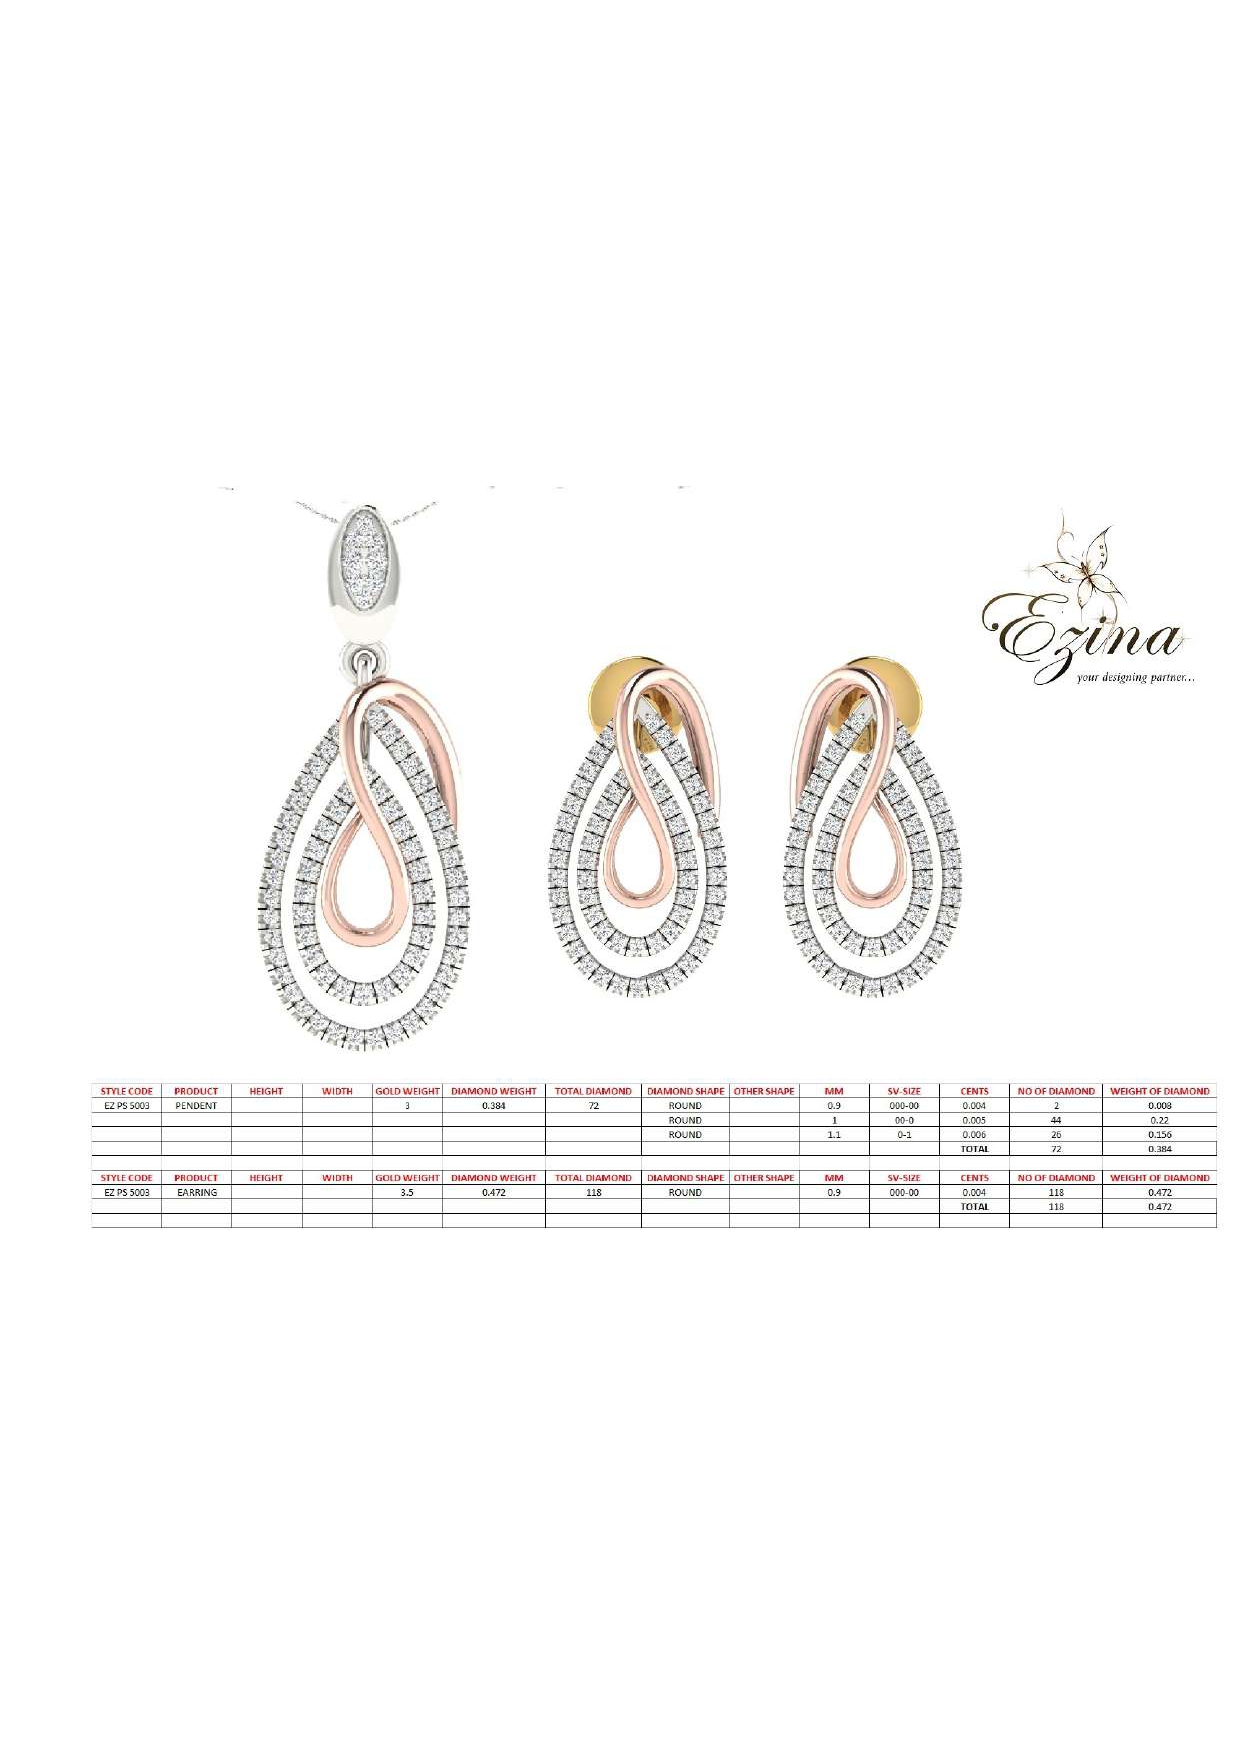 Ezina
your designing partner...
STYLE CODE PRODUCT HEIGHT WIDTH GOLD WEIGHT DIAMOND WEIGHT TOTAL DIAMOND DIAMOND SHAPE OTHER SHAPE MM SV-SIZE CENTS NO OF DIAMOND WEIGHT OF DIAMOND
EZ PS 5003 PENDENT 3 0.384 72 ROUND 0.9 000-00 0.004 2 0.008
ROUND 1 00-0 0.005 44 0.22
ROUND 1.1 0-1 0.006 26 0.156
TOTAL 72 0.384
STYLE CODE PRODUCT HEIGHT WIDTH GOLD WEIGHT DIAMOND WEIGHT TOTAL DIAMOND DIAMOND SHAPE OTHER SHAPE MM SV-SIZE CENTS NO OF DIAMOND WEIGHT OF DIAMOND
EZ PS 5003 EARRING 3.5 0.472 118 ROUND 0.9 000-00 0.004 118 0.472
TOTAL 118 0.472